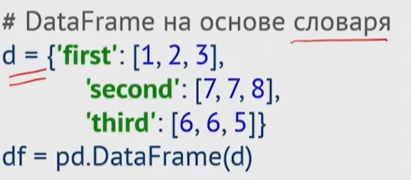 # DataFrame на основе словаря
d = {'first': [1, 2, 3],
'second': [7, 7, 8],
'third': [6, 6, 5]}
df = pd.DataFrame(d)